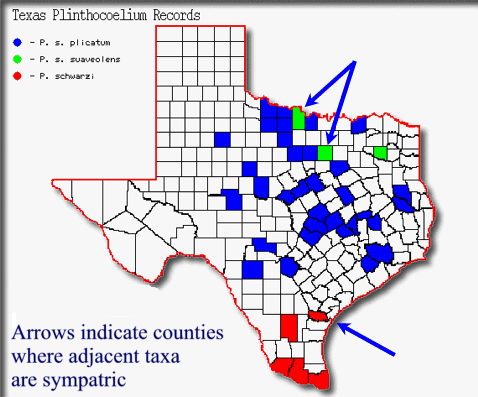 Texas Plinthocoelium Records
- P. s. plicatum
- P. s. suaveolens
- P. schwarzi
Arrows indicate counties
where adjacent taxa
are sympatric